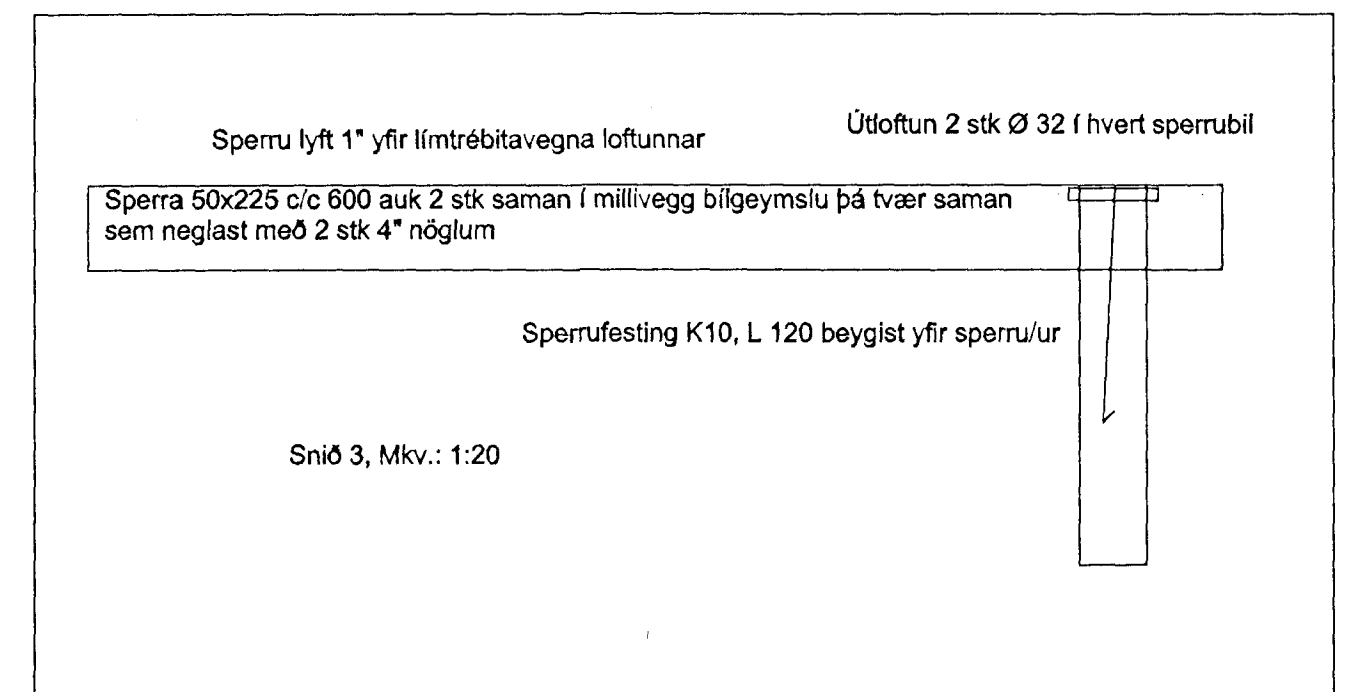 Útloftun 2 stk Ø 32 í hvert sperrubil
Sperru lyft 1" yfir límtrébitavegna loftunnar
Sperra 50x225 c/c 600 auk 2 stk saman í millivegg bílgeymslu þá tvær saman
sem neglast með 2 stk 4" nöglum
Sperrufesting K10, L 120 beygist yfir sperru/ur
Snið 3, Mkv.: 1:20